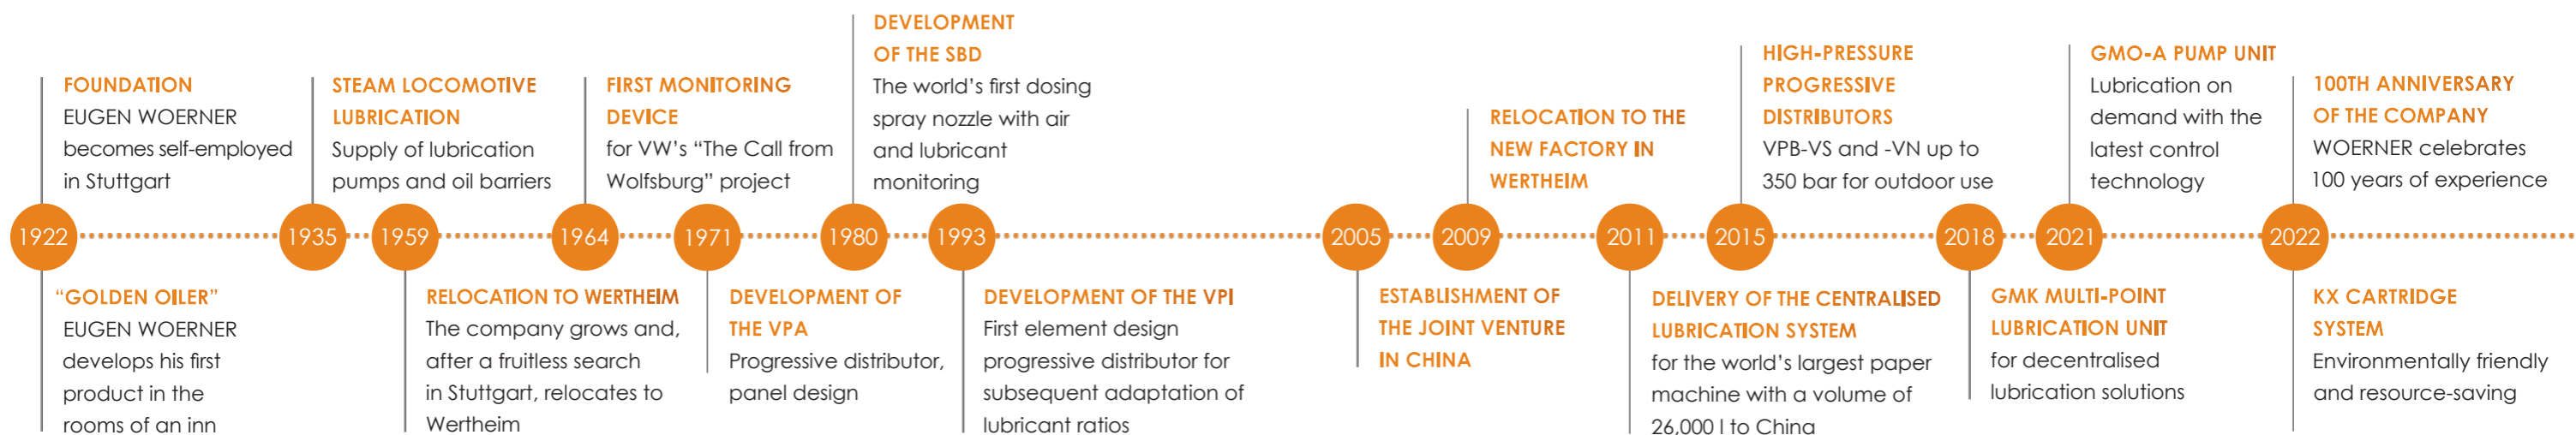 FOUNDATION
EUGEN WOERNER
becomes self-employed
in Stuttgart
1922
"GOLDEN OILER"
EUGEN WOERNER
develops his first
product in the
rooms of an inn
STEAM LOCOMOTIVE
LUBRICATION
Supply of lubrication
pumps and oil barriers
1935
1959
RELOCATION TO WERTHEIM
The company grows and,
after a fruitless search
in Stuttgart, relocates to
Wertheim
FIRST MONITORING
DEVICE
for VW's "The Call from
Wolfsburg" project
1964
1971
DEVELOPMENT OF
THE VPA
Progressive distributor,
panel design
DEVELOPMENT
OF THE SBD
The world's first dosing
spray nozzle with air
and lubricant
monitoring
1980
1993
DEVELOPMENT OF THE VPI
First element design
progressive distributor for
subsequent adaptation of
lubricant ratios
2005
ESTABLISHMENT OF
THE JOINT VENTURE
IN CHINA
RELOCATION TO THE
NEW FACTORY IN
WERTHEIM
2009
2011
DELIVERY OF THE CENTRALISED
LUBRICATION SYSTEM
for the world's largest paper
machine with a volume of
26,000 l to China
HIGH-PRESSURE
PROGRESSIVE
DISTRIBUTORS
VPB-VS and -VN up to
350 bar for outdoor use
2015
2018
GMK MULTI-POINT
LUBRICATION UNIT
for decentralised
lubrication solutions
GMO-A PUMP UNIT
Lubrication on
demand with the
latest control
technology
2021
100TH ANNIVERSARY
OF THE COMPANY
WOERNER celebrates
100 years of experience
2022
KX CARTRIDGE
SYSTEM
Environmentally friendly
and resource-saving